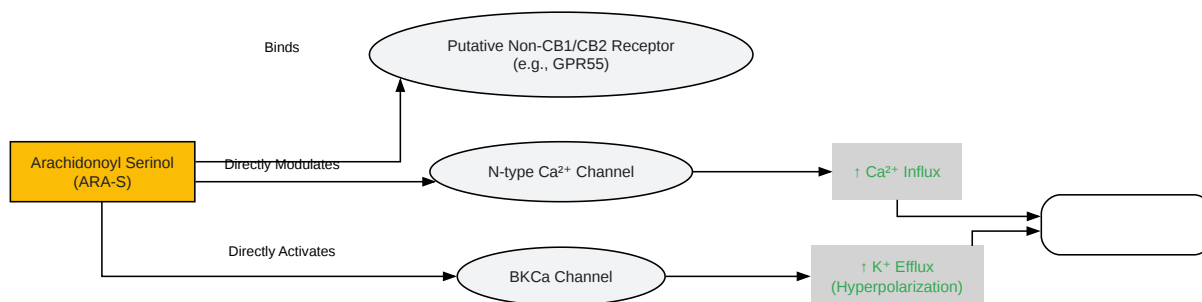 Binds
Putative Non-CB1/CB2 Receptor
(e.g., GPR55)
Arachidonoyl Serinol
(ARA-S)
Directly Modulates
N-type Ca²⁺ Channel
↑ Ca²⁺ Influx
Directly Activates
BKCa Channel
↑ K⁺ Efflux
(Hyperpolarization)